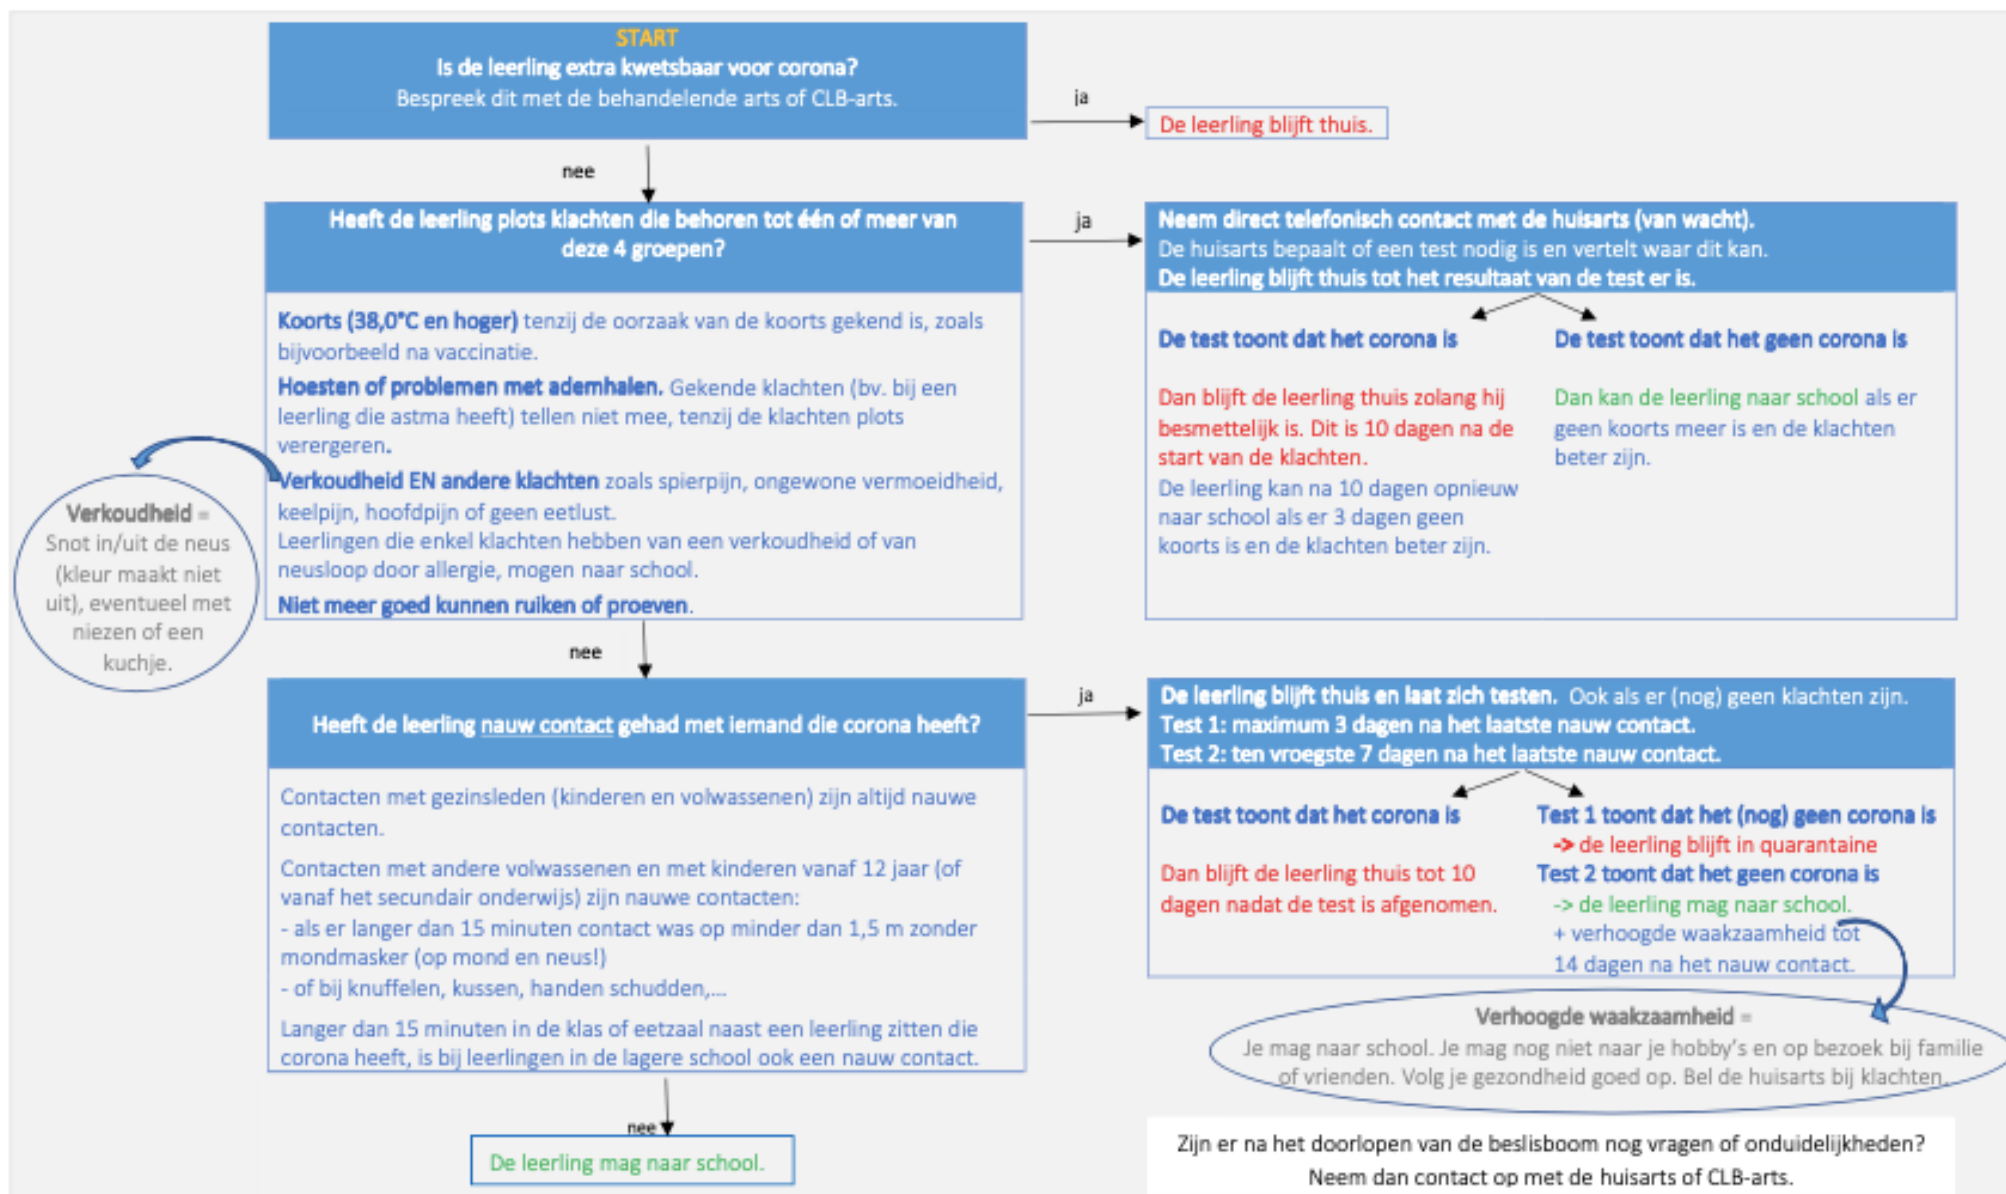 START
Is de leerling extra kwetsbaar voor corona?
Bespreek dit met de behandelende arts of CLB-arts.
ja
De leerling blijft thuis.
nee
Heeft de leerling plots klachten die behoren tot één of meer van
deze 4 groepen?
Koorts (38,0°C en hoger) tenzij de oorzaak van de koorts gekend is, zoals
bijvoorbeeld na vaccinatie.
Hoesten of problemen met ademhalen. Gekende klachten (bv. bij een
leerling die astma heeft) tellen niet mee, tenzij de klachten plots
verergeren.
Verkoudheid EN andere klachten zoals spierpijn, ongewone vermoeidheid,
keelpijn, hoofdpijn of geen eetlust.
Leerlingen die enkel klachten hebben van een verkoudheid of van
neusloop door allergie, mogen naar school.
Niet meer goed kunnen ruiken of proeven.
Verkoudheid =
Snot in/uit de neus
(kleur maakt niet
uit), eventueel met
niezen of een
kuchje.
ja
Neem direct telefonisch contact met de huisarts (van wacht).
De huisarts bepaalt of een test nodig is en vertelt waar dit kan.
De leerling blijft thuis tot het resultaat van de test er is.
De test toont dat het corona is
Dan blijft de leerling thuis zolang hij
besmettelijk is. Dit is 10 dagen na de
start van de klachten.
De leerling kan na 10 dagen opnieuw
naar school als er 3 dagen geen
koorts is en de klachten beter zijn.
De test toont dat het geen corona is
Dan kan de leerling naar school als er
geen koorts meer is en de klachten
beter zijn.
nee
Heeft de leerling nauw contact gehad met iemand die corona heeft?
Contacten met gezinsleden (kinderen en volwassenen) zijn altijd nauwe
contacten.
Contacten met andere volwassenen en met kinderen vanaf 12 jaar (of
vanaf het secundair onderwijs) zijn nauwe contacten:
- als er langer dan 15 minuten contact was op minder dan 1,5 m zonder
mondmasker (op mond en neus!)
- of bij knuffelen, kussen, handen schudden,...
Langer dan 15 minuten in de klas of eetzaal naast een leerling zitten die
corona heeft, is bij leerlingen in de lagere school ook een nauw contact.
ja
De leerling blijft thuis en laat zich testen. Ook als er (nog) geen klachten zijn.
Test 1: maximum 3 dagen na het laatste nauw contact.
Test 2: ten vroegste 7 dagen na het laatste nauw contact.
De test toont dat het corona is
Dan blijft de leerling thuis tot 10
dagen nadat de test is afgenomen.
Test 1 toont dat het (nog) geen corona is
-> de leerling blijft in quarantaine
Test 2 toont dat het geen corona is
-> de leerling mag naar school.
+ verhoogde waakzaamheid tot
14 dagen na het nauw contact.
Verhoogde waakzaamheid =
Je mag naar school. Je mag nog niet naar je hobby's en op bezoek bij familie
of vrienden. Volg je gezondheid goed op. Bel de huisarts bij klachten.
nee
De leerling mag naar school.
Zijn er na het doorlopen van de beslisboom nog vragen of onduidelijkheden?
Neem dan contact op met de huisarts of CLB-arts.